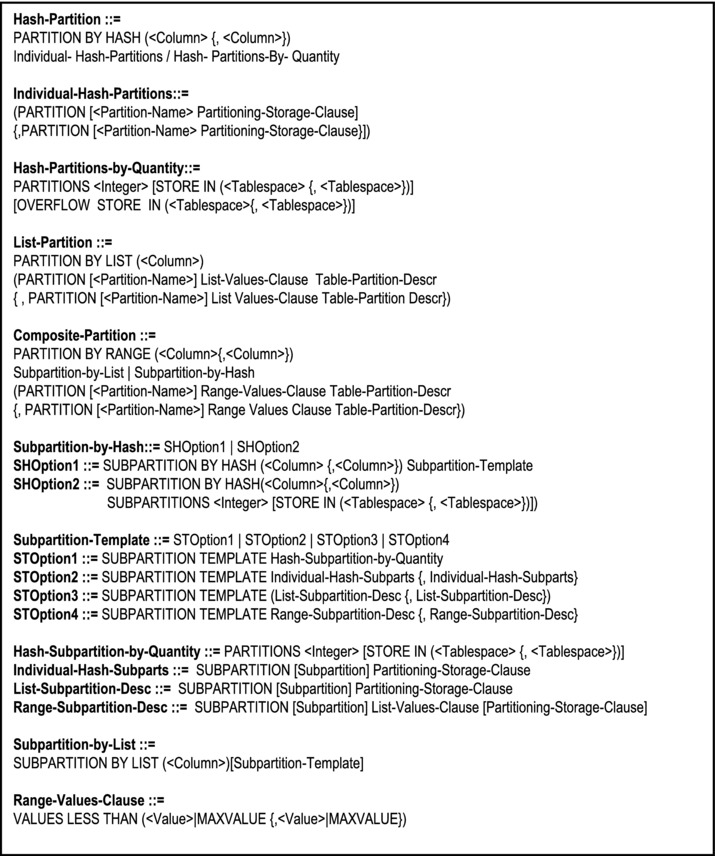 Hash-Partition ::=
PARTITION BY HASH (<Column> {, <Column>})
Individual- Hash-Partitions / Hash- Partitions-By- Quantity
Individual-Hash-Partitions::=
(PARTITION [<Partition-Name> Partitioning-Storage-Clause]
{,PARTITION [<Partition-Name> Partitioning-Storage-Clause}])
Hash-Partitions-by-Quantity::=
PARTITIONS <Integer> [STORE IN (<Tablespace> {, <Tablespace>})]
[OVERFLOW STORE IN (<Tablespace>{, <Tablespace>})]
List-Partition ::=
PARTITION BY LIST (<Column>)
(PARTITION [<Partition-Name>] List-Values-Clause Table-Partition-Descr
{ , PARTITION [<Partition-Name>] List Values-Clause Table-Partition Descr})
Composite-Partition ::=
PARTITION BY RANGE (<Column>{,<Column>})
Subpartition-by-List | Subpartition-by-Hash
(PARTITION [<Partition-Name>] Range-Values-Clause Table-Partition-Descr
{, PARTITION [<Partition-Name>] Range Values Clause Table-Partition-Descr})
Subpartition-by-Hash::= SHOption1 | SHOption2
SHOption1 ::= SUBPARTITION BY HASH (<Column> {,<Column>}) Subpartition-Template
SHOption2 ::= SUBPARTITION BY HASH(<Column>{,<Column>})
SUBPARTITIONS <Integer> [STORE IN (<Tablespace> {, <Tablespace>})])
Subpartition-Template ::= STOption1 | STOption2 | STOption3 | STOption4
STOption1 ::= SUBPARTITION TEMPLATE Hash-Subpartition-by-Quantity
STOption2 ::= SUBPARTITION TEMPLATE Individual-Hash-Subparts {, Individual-Hash-Subparts}
STOption3 ::= SUBPARTITION TEMPLATE (List-Subpartition-Desc {, List-Subpartition-Desc})
STOption4 ::= SUBPARTITION TEMPLATE Range-Subpartition-Desc {, Range-Subpartition-Desc}
Hash-Subpartition-by-Quantity ::= PARTITIONS <Integer> [STORE IN (<Tablespace> {, <Tablespace>})]
Individual-Hash-Subparts ::= SUBPARTITION [Subpartition] Partitioning-Storage-Clause
List-Subpartition-Desc ::= SUBPARTITION [Subpartition] Partitioning-Storage-Clause
Range-Subpartition-Desc ::= SUBPARTITION [Subpartition] List-Values-Clause [Partitioning-Storage-Clause]
Subpartition-by-List ::=
SUBPARTITION BY LIST (<Column>)[Subpartition-Template]
Range-Values-Clause ::=
VALUES LESS THAN (<Value>|MAXVALUE {,<Value>|MAXVALUE})